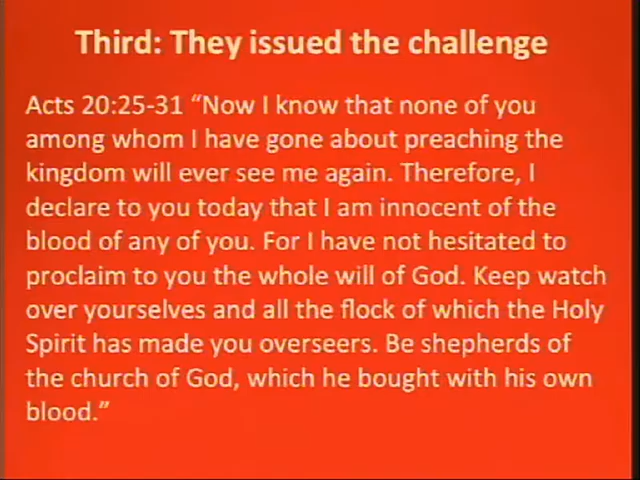 Third: They issued the challenge
Acts 20:25-31 “Now I know that none of you
among whom I have gone about preaching the
kingdom will ever see me again. Therefore, I
declare to you today that I am innocent of the
blood of any of you. For I have not hesitated to
proclaim to you the whole will of God. Keep watch
over yourselves and all the flock of which the Holy
Spirit has made you overseers. Be shepherds of
the church of God, which he bought with his own
blood.”